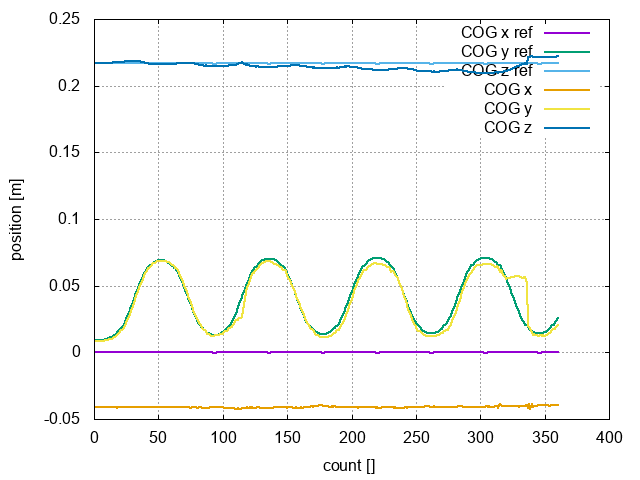 0.25
0.2
0.15
0.1
0.05
0
-0.05
0
50
100
150
200
250
300
350
400
position [m]
count []
COG x ref
COG y ref
COG z ref
COG x
COG y
COG z